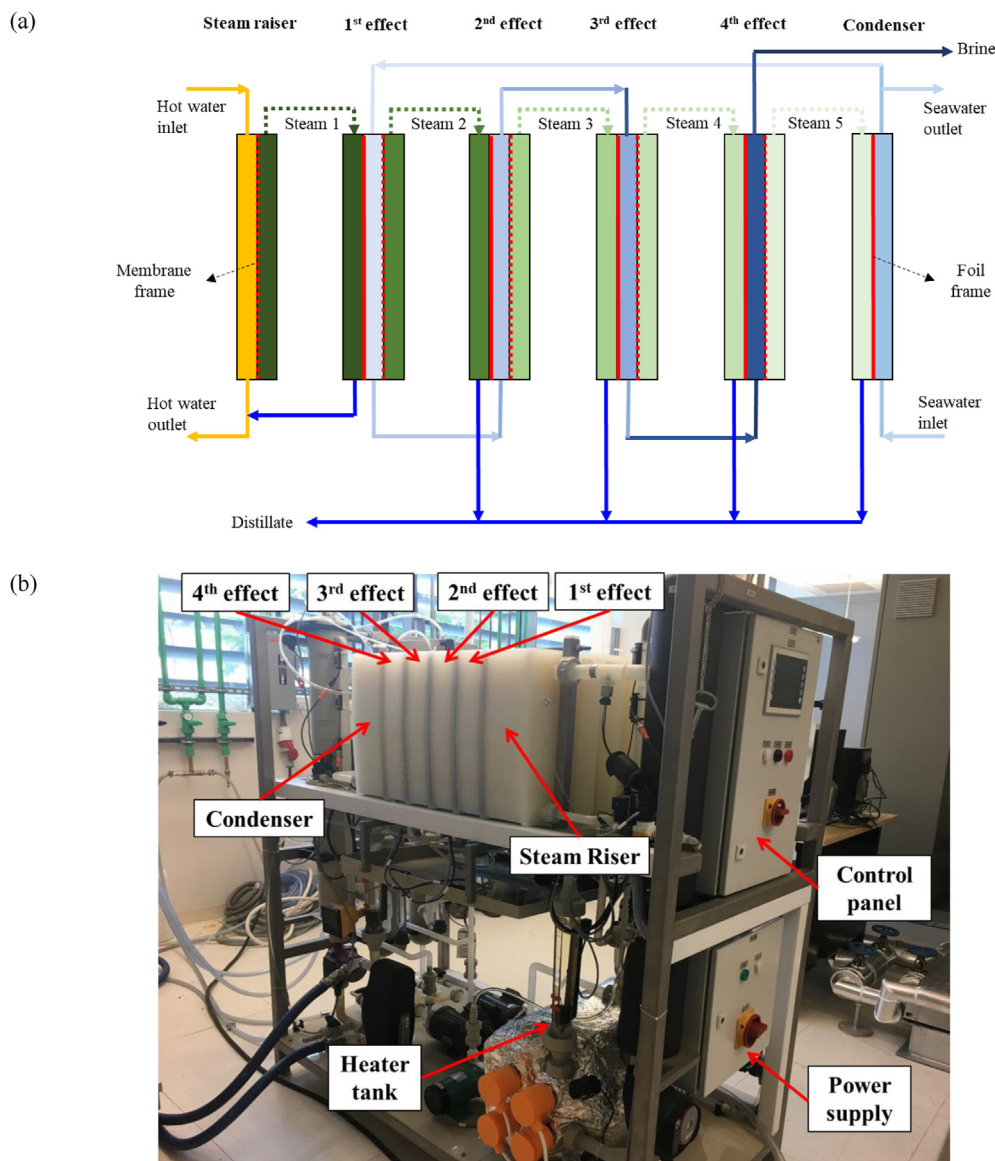 (a)
Steam raiser
1st effect
2nd effect
3rd effect
4th effect
Condenser
Brine
Hot water
inlet
Steam 1
Steam 2
Steam 3
Steam 4
Steam 5
Seawater
outlet
Membrane
frame
Foil
frame
Hot water
outlet
Seawater
inlet
Distillate
(b)
4th effect
3rd effect
2nd effect
1st effect
Condenser
Steam Riser
Control
panel
Heater
tank
Power
supply